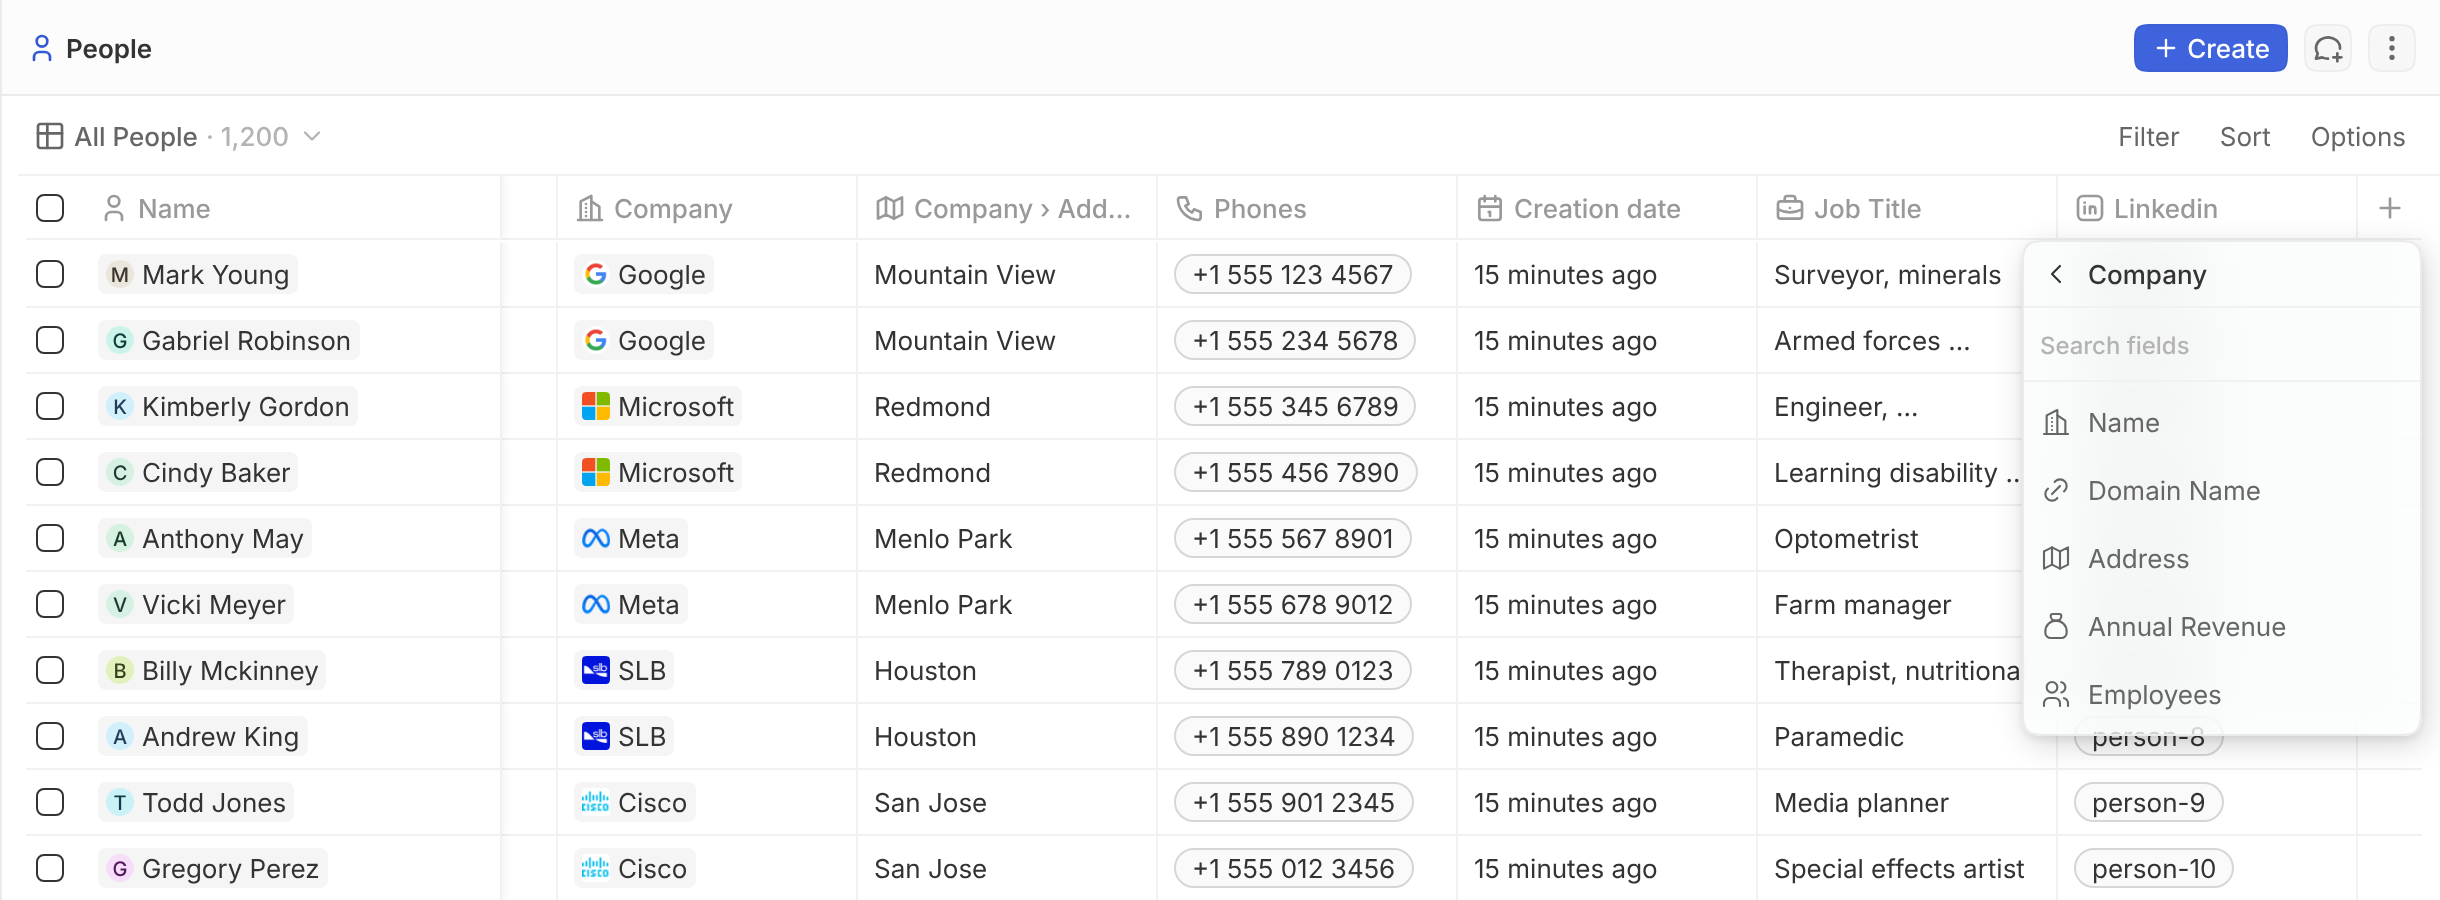 People
+ Create
All People · 1,200
Filter Sort Options
Name Company Company › Add... Phones Creation date Job Title Linkedin +
M Mark Young Google Mountain View +1 555 123 4567 15 minutes ago Surveyor, minerals
G Gabriel Robinson Google Mountain View +1 555 234 5678 15 minutes ago Armed forces ...
K Kimberly Gordon Microsoft Redmond +1 555 345 6789 15 minutes ago Engineer, ...
C Cindy Baker Microsoft Redmond +1 555 456 7890 15 minutes ago Learning disability ..
A Anthony May Meta Menlo Park +1 555 567 8901 15 minutes ago Optometrist
V Vicki Meyer Meta Menlo Park +1 555 678 9012 15 minutes ago Farm manager
B Billy Mckinney slb SLB Houston +1 555 789 0123 15 minutes ago Therapist, nutritiona
A Andrew King slb SLB Houston +1 555 890 1234 15 minutes ago Paramedic person-8
T Todd Jones CISCO Cisco San Jose +1 555 901 2345 15 minutes ago Media planner person-9
G Gregory Perez CISCO Cisco San Jose +1 555 012 3456 15 minutes ago Special effects artist person-10
Company
Search fields
Name
Domain Name
Address
Annual Revenue
Employees